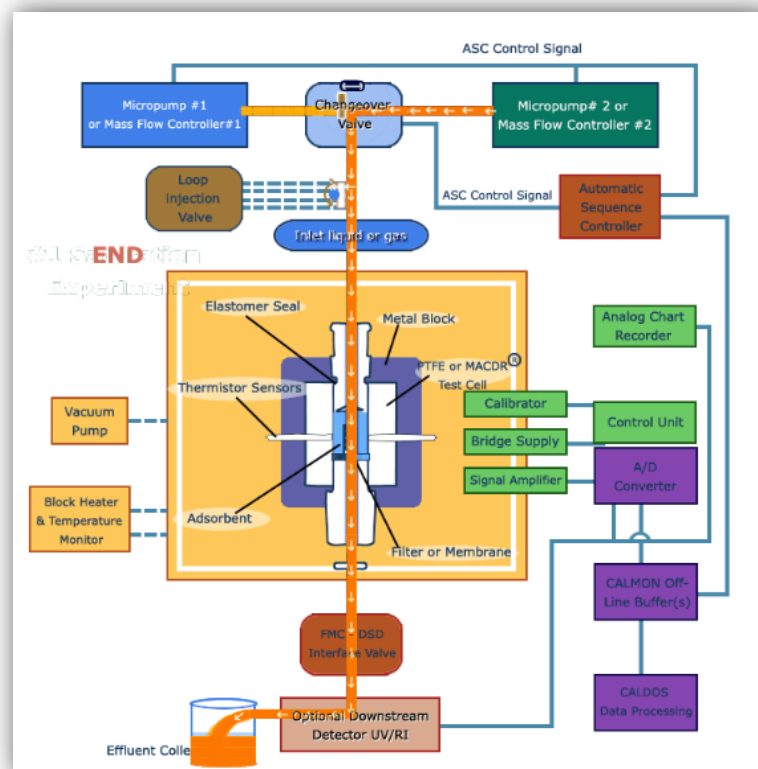 ASC Control Signal
Micropump #1
or Mass Flow Controller#1
Changeover
Valve
Micropump# 2 or
Mass Flow Controller #2
Loop
injection
Valve
ASC Control Signal
Automatic
Sequence
Controller
Inlet liquid or gas
END
Experiment
Elastomer Seal
Metal Block
Analog Chart
Recorder
PTFE or MACDR ®
Test Cell
Thermistor Sensors
Vacuum
Pump
Calibrator
Control Unit
Bridge Supply
A/D
Converter
Signal Amplifier
Block Heater
& Temperature
Monitor
Adsorbent
Filter or Membrane
CALMON Off-
Line Buffer(s)
FMC - DSD
Interface Valve
CALDOS
Data Processing
Optional Downstream
Detector UV/RI
Effluent Colle